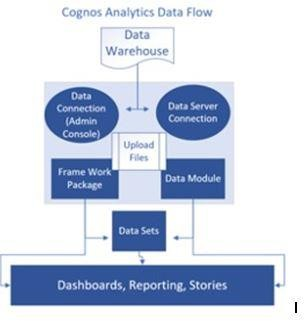 Cognos Analytics Data Flow
Data
Warehouse
Data
Connection
(Admin
Console)
Data Server
Connection
Upload
Files
Frame Work
Package
Data Module
Data Sets
Dashboards, Reporting, Stories